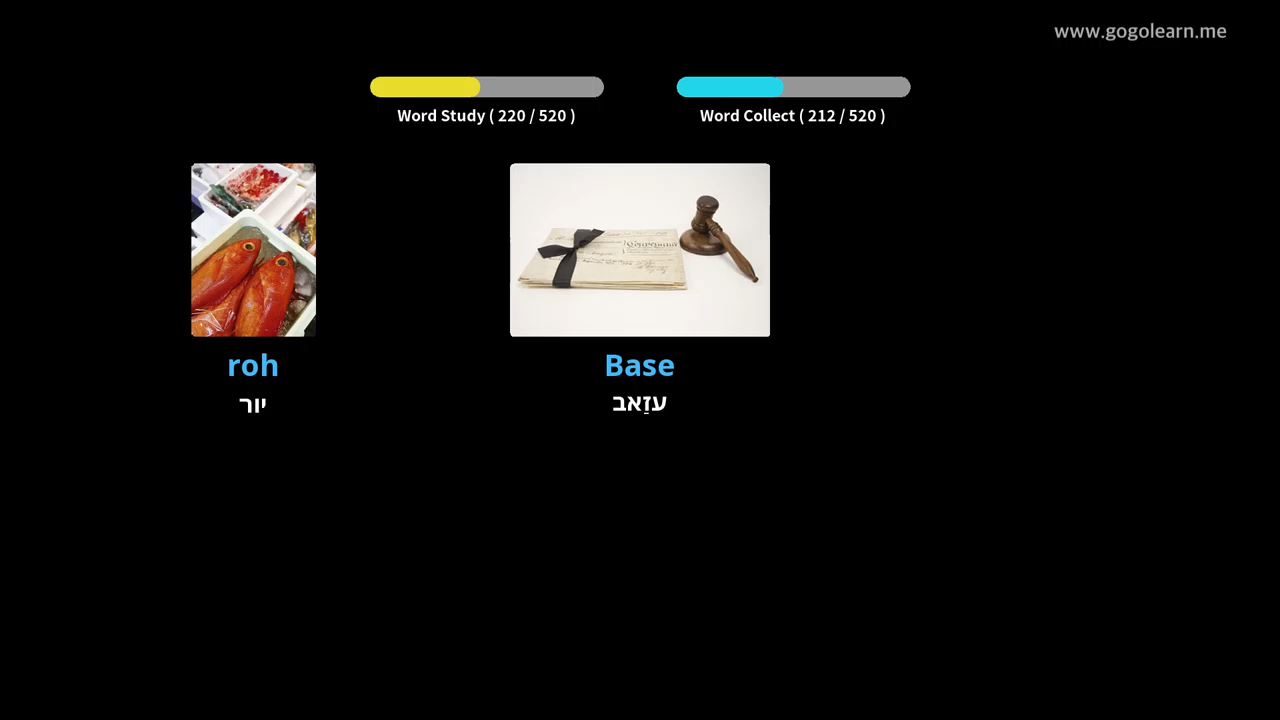 www.gogolearn.me
Word Study ( 220 / 520 )
Word Collect ( 212 / 520 )
roh
יור
Base
עזַאב